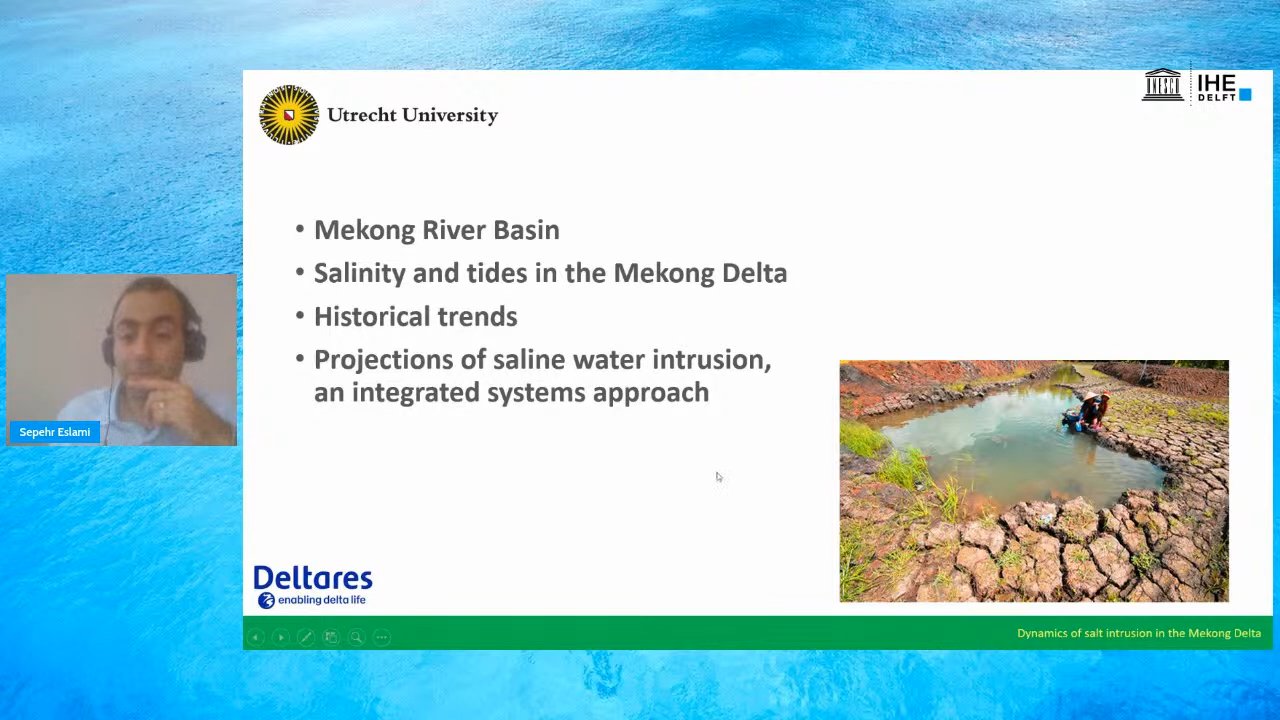 Utrecht University
UNESCO
IHE
DELFT
• Mekong River Basin
• Salinity and tides in the Mekong Delta
• Historical trends
• Projections of saline water intrusion,
an integrated systems approach
Sepehr Eslami
Deltares
enabling delta life
Dynamics of salt intrusion in the Mekong Delta